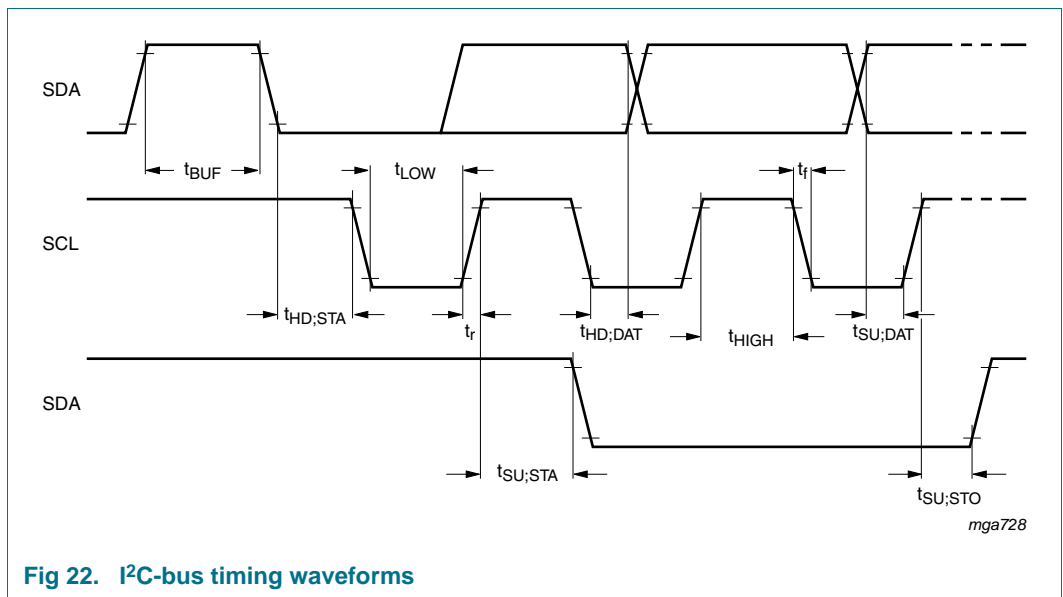 SDA
tBUF
tLOW
tf
SCL
tHD;STA
tr
tHD;DAT
tHIGH
tSU;DAT
SDA
tSU;STA
tSU;STO
mga728
Fig 22. I²C-bus timing waveforms